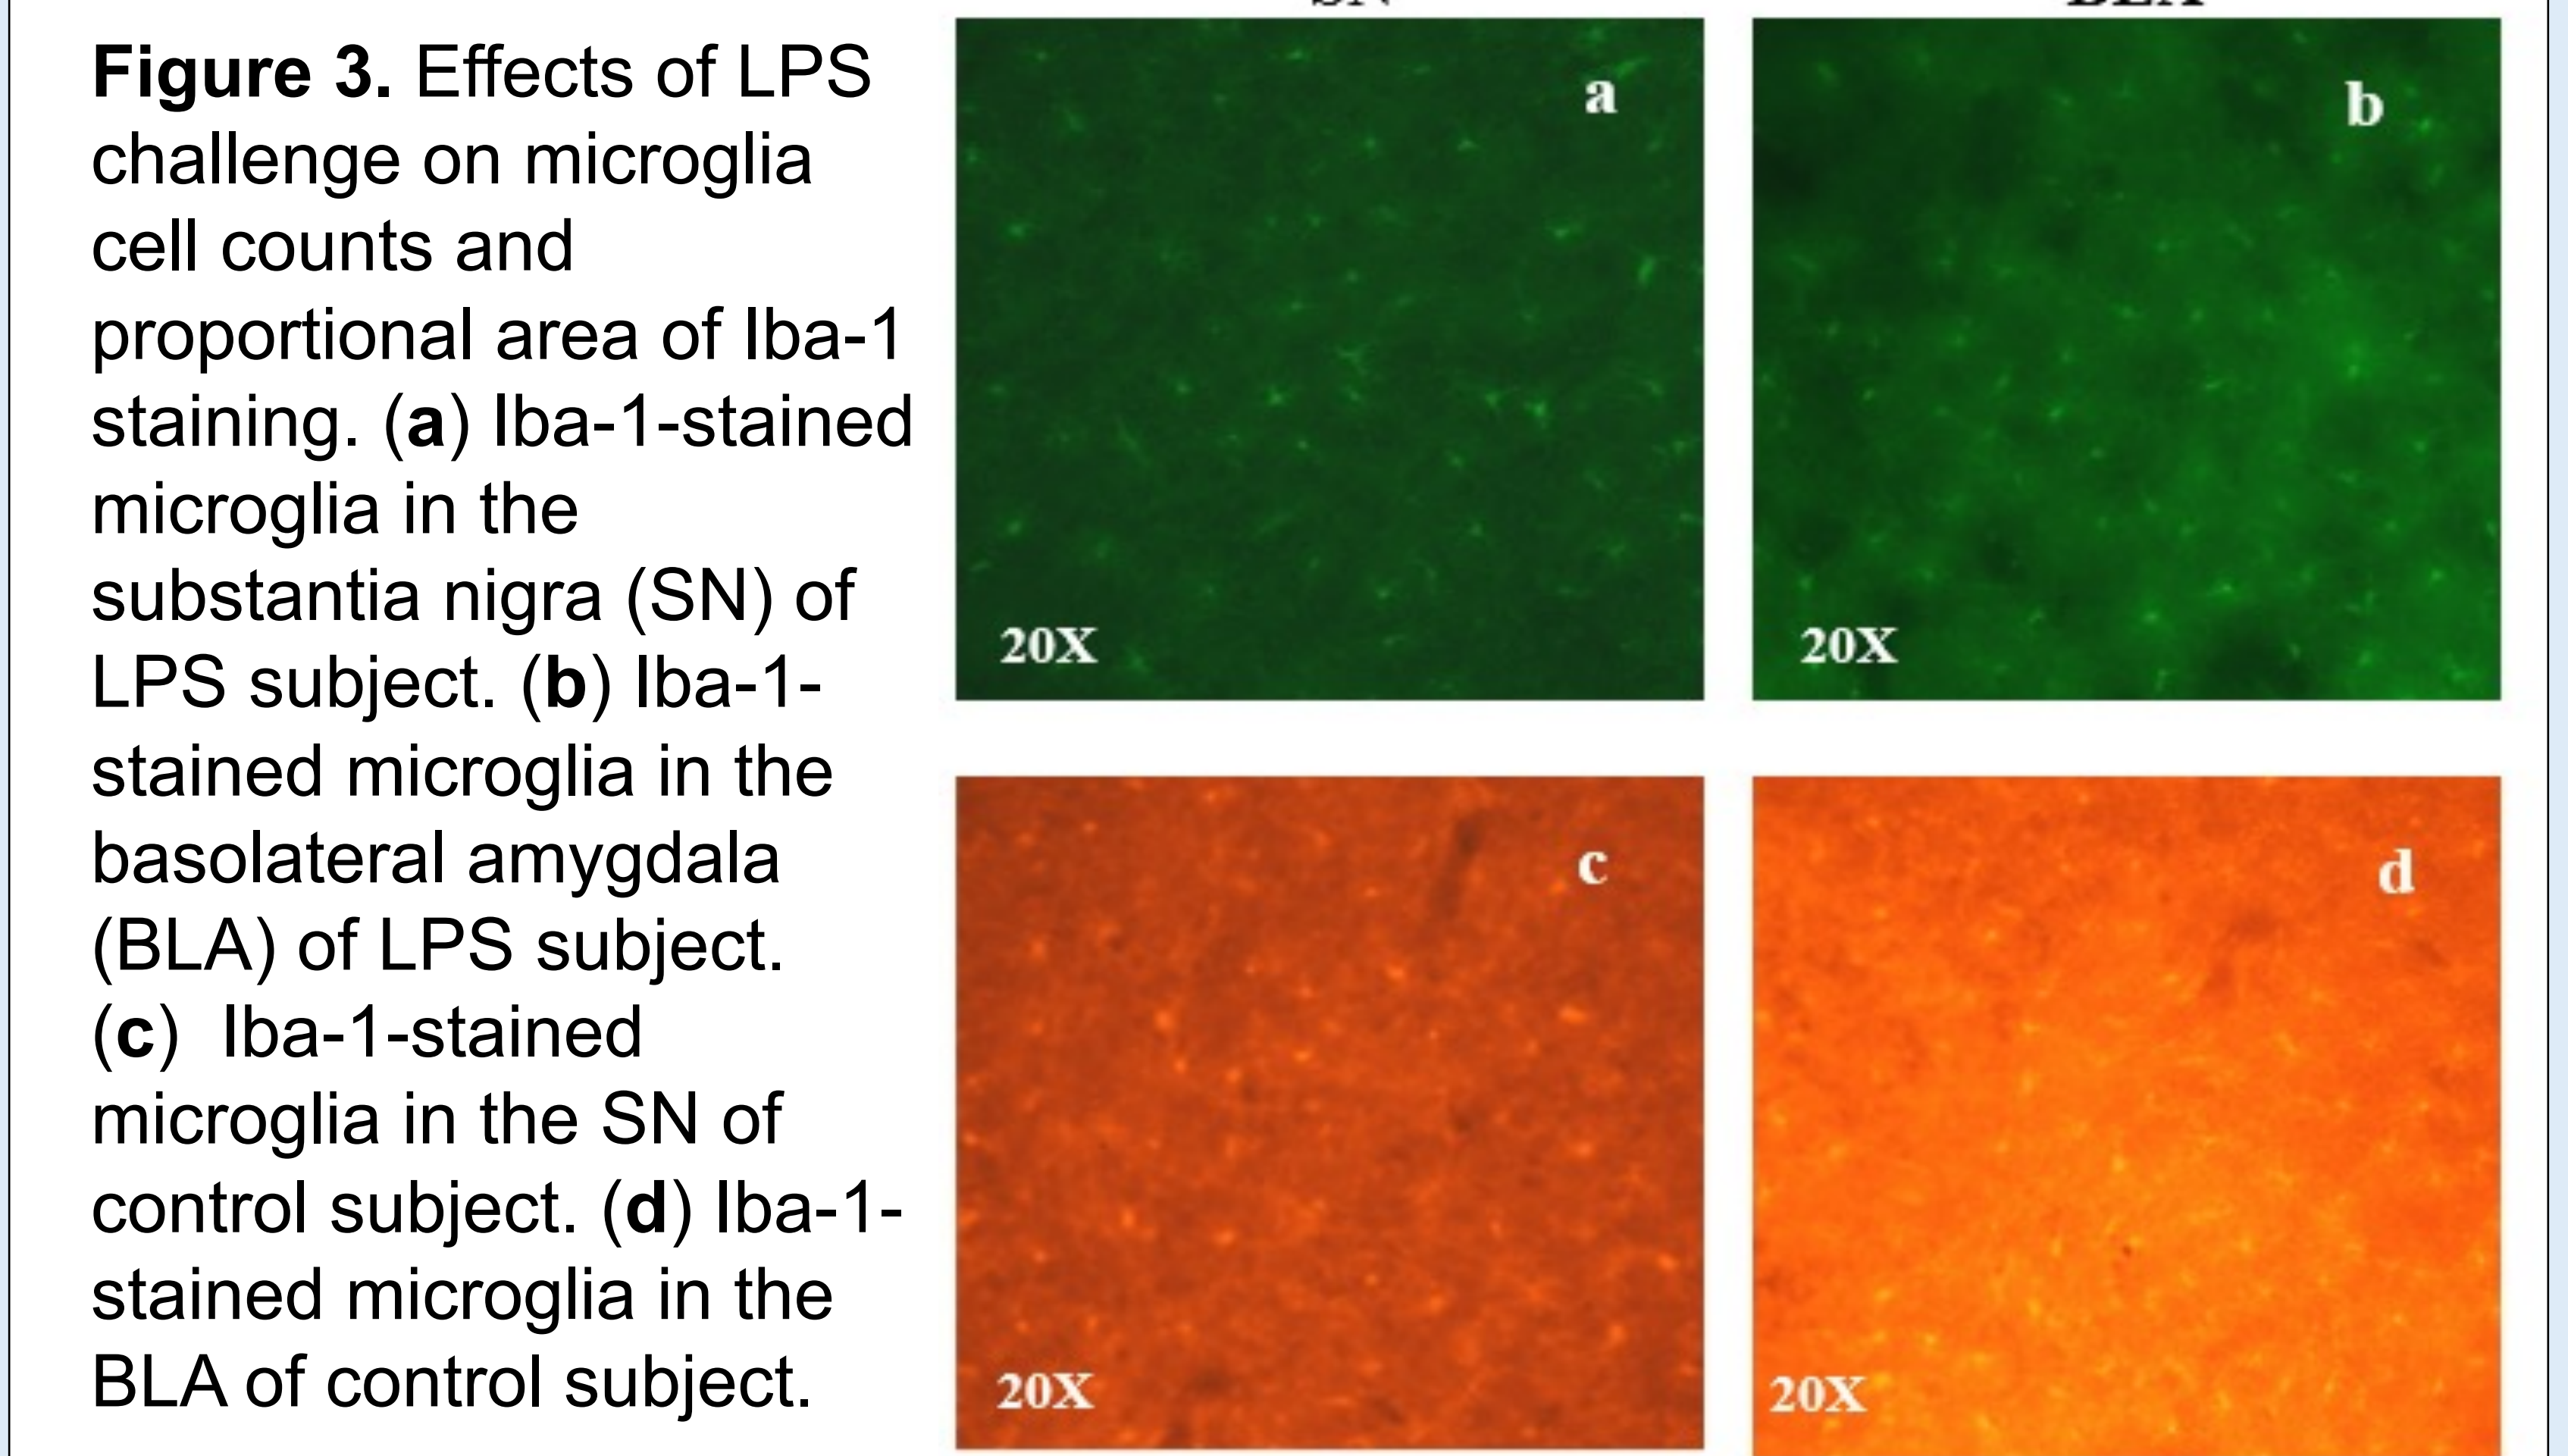 SN
BLA
Figure 3. Effects of LPS
challenge on microglia
cell counts and
proportional area of Iba-1
staining. (a) Iba-1-stained
microglia in the
substantia nigra (SN) of
LPS subject. (b) Iba-1-
stained microglia in the
basolateral amygdala
(BLA) of LPS subject.
(c)  Iba-1-stained
microglia in the SN of
control subject. (d) Iba-1-
stained microglia in the
BLA of control subject.
a
20X
b
20X
c
20X
d
20X